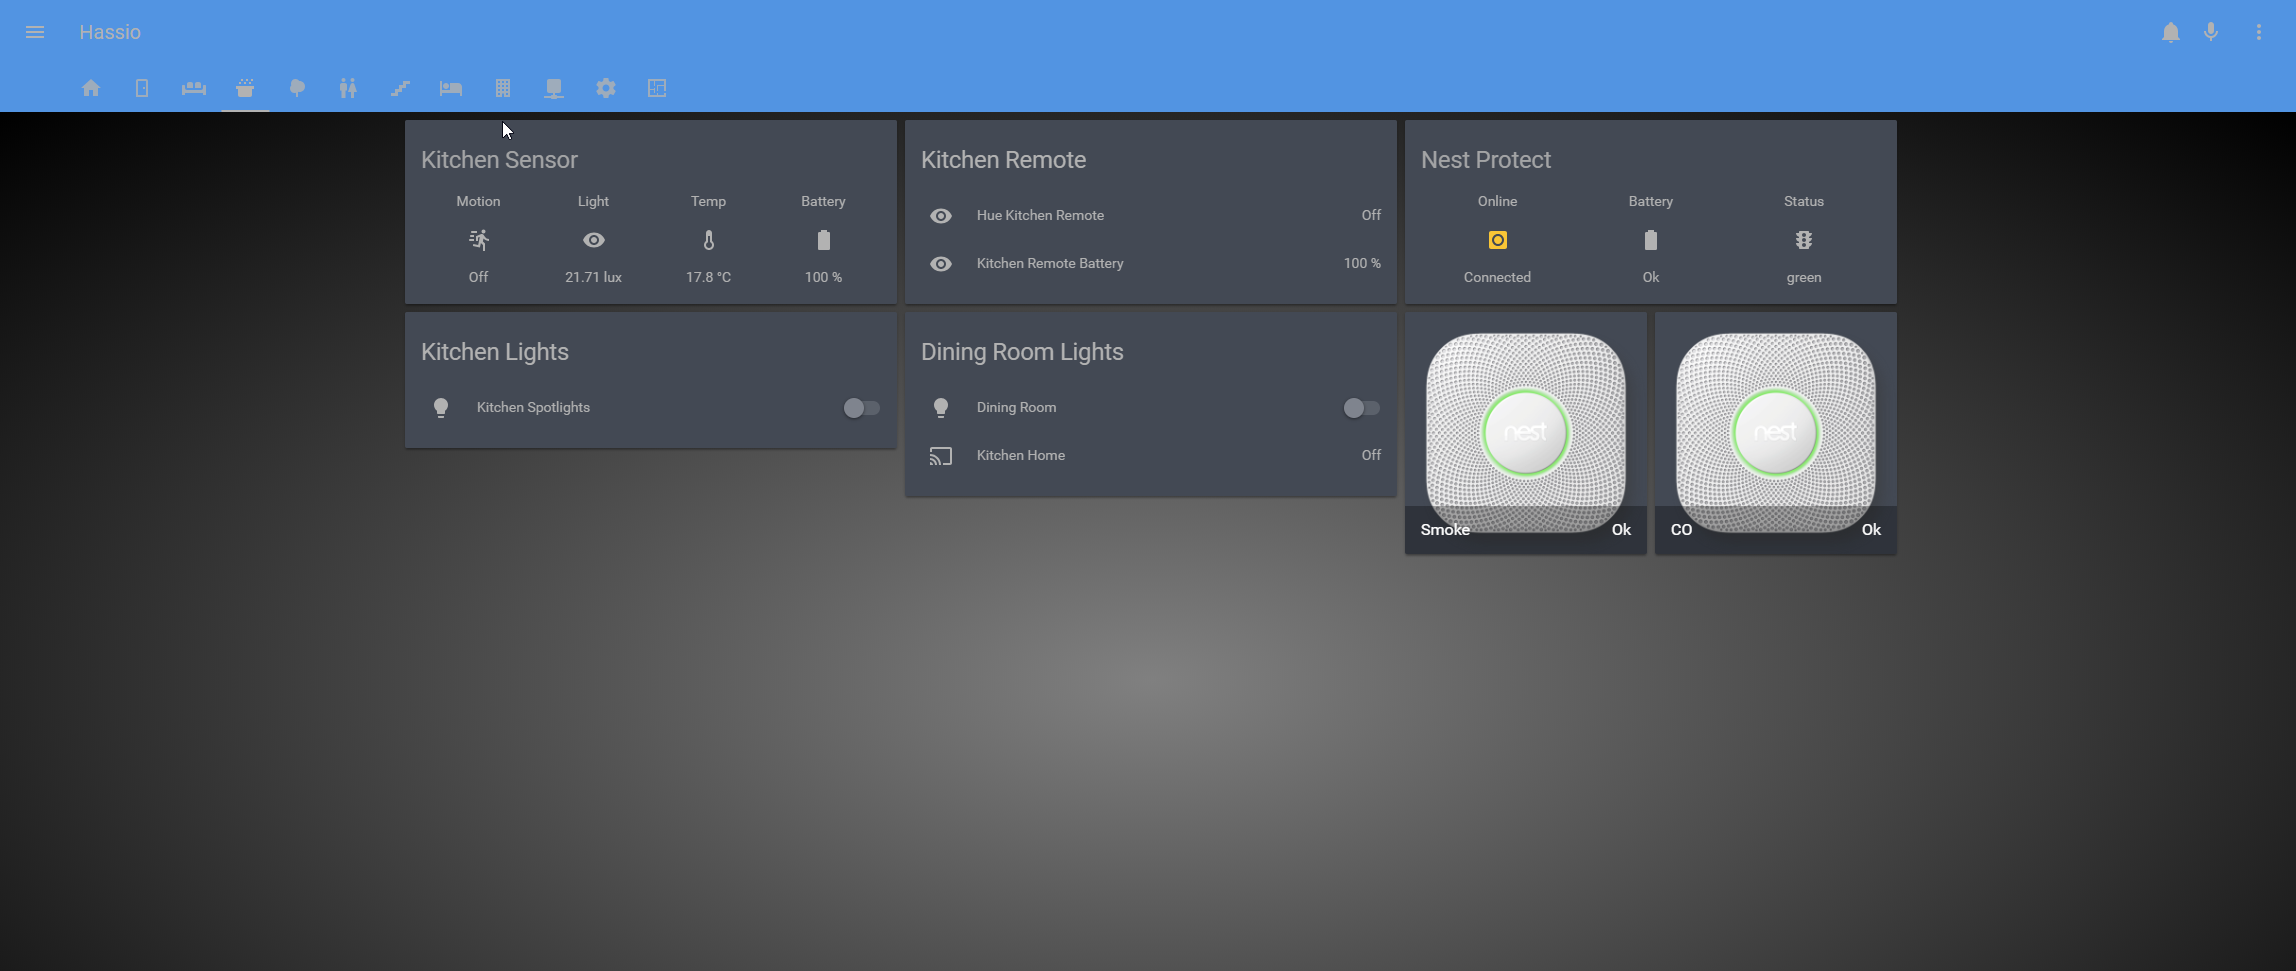 Hassio
Kitchen Sensor
Motion Light Temp Battery
Off 21.71 lux 17.8 °C 100 %
Kitchen Remote
Hue Kitchen Remote Off
Kitchen Remote Battery 100 %
Nest Protect
Online Battery Status
Connected Ok green
Kitchen Lights
Kitchen Spotlights
Dining Room Lights
Dining Room
Kitchen Home Off
nest
Smoke Ok
nest
CO Ok